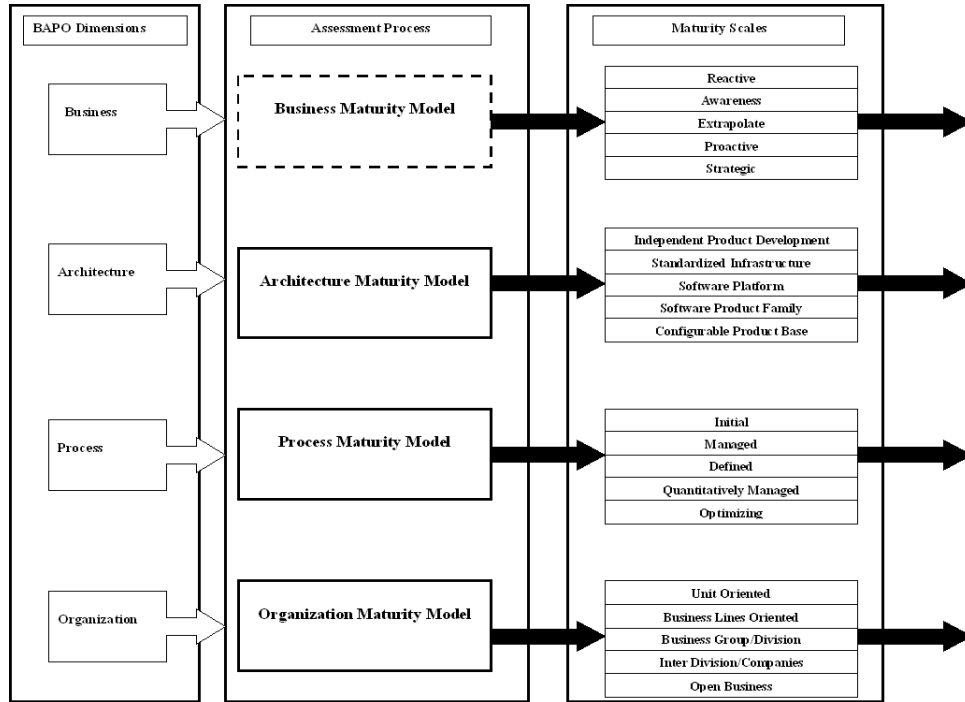 BAPO Dimensions
Assessment Process
Maturity Scales
Business
Business Maturity Model
Reactive
Awareness
Extrapolate
Proactive
Strategic
Architecture
Architecture Maturity Model
Independent Product Development
Standardized Infrastructure
Software Platform
Software Product Family
Configurable Product Base
Process
Process Maturity Model
Initial
Managed
Defined
Quantitatively Managed
Optimizing
Organization
Organization Maturity Model
Unit Oriented
Business Lines Oriented
Business Group/Division
Inter Division/Companies
Open Business